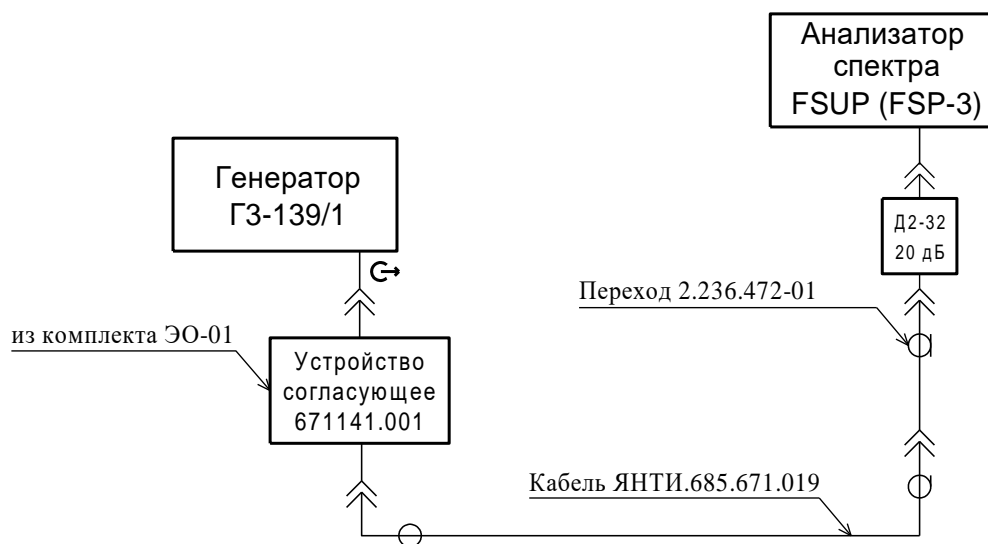 Анализатор
спектра
FSUP (FSP-3)
Генератор
Г3-139/1
Д2-32
20 дБ
Переход 2.236.472-01
из комплекта ЭО-01
Устройство
согласующее
671141.001
Кабель ЯНТИ.685.671.019